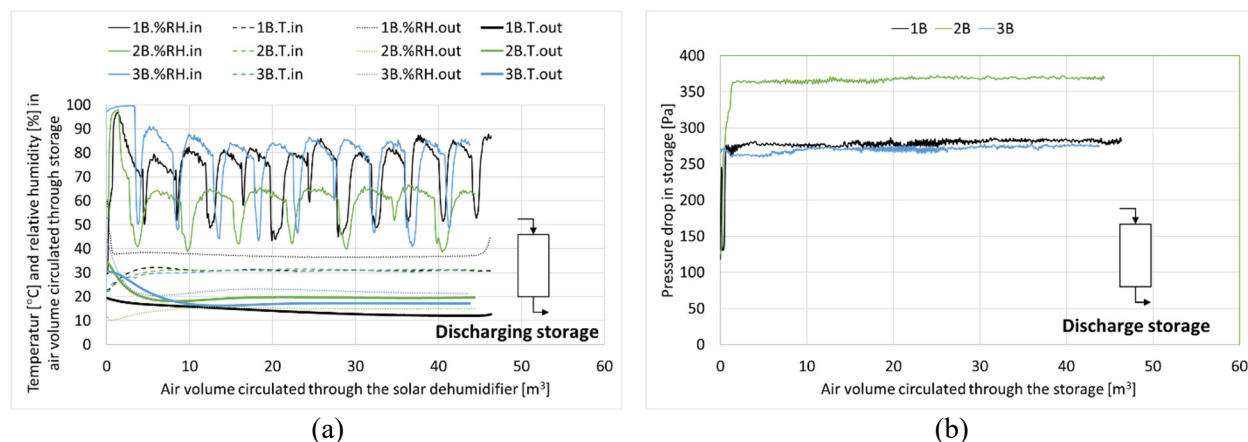 1B.%RH.in 1B.T.in 1B.%RH.out 1B.T.out
2B.%RH.in 2B.T.in 2B.%RH.out 2B.T.out
3B.%RH.in 3B.T.in 3B.%RH.out 3B.T.out
Temperatur [°C] and relative humidity [%] in
air volume circulated through storage
100
90
80
70
60
50
40
30
20
10
0
0 10 20 30 40 50 60
Discharging storage
Air volume circulated through the solar dehumidifier [m³]
(a)
1B 2B 3B
Pressure drop in storage [Pa]
400
350
300
250
200
150
100
50
0
0 10 20 30 40 50 60
Discharge storage
Air volume circulated through the storage [m³]
(b)